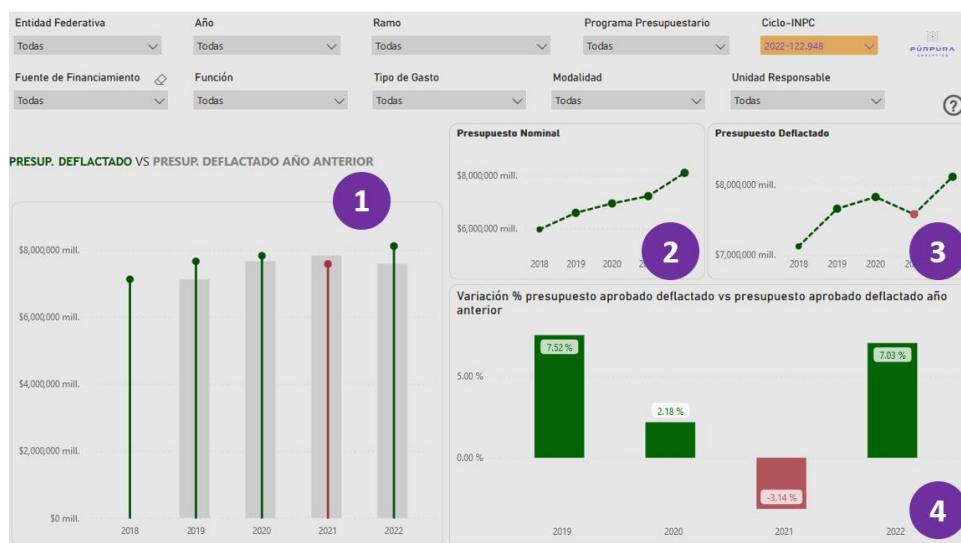 Entidad Federativa
Año
Ramo
Programa Presupuestario
Ciclo-INPC
Todas
Todas
Todas
Todas
2022-122.948
PÚRPURA
ANALYTICS
Fuente de Financiamiento
Función
Tipo de Gasto
Modalidad
Unidad Responsable
Todas
Todas
Todas
Todas
Todas
?
PRESUP. DEFLACTADO VS PRESUP. DEFLACTADO AÑO ANTERIOR
1
$8,000,000 mill.
$6,000,000 mill.
$4,000,000 mill.
$2,000,000 mill.
$0 mill.
2018
2019
2020
2021
2022
Presupuesto Nominal
$8,000,000 mill.
$6,000,000 mill.
2018
2019
2020
2
Presupuesto Deflactado
$8,000,000 mill.
$7,000,000 mill.
2018
2019
2020
3
Variación % presupuesto aprobado deflactado vs presupuesto aprobado deflactado año
anterior
5.00 %
0.00 %
7.52 %
2.18 %
-3.14 %
7.03 %
2019
2020
2021
2022
4